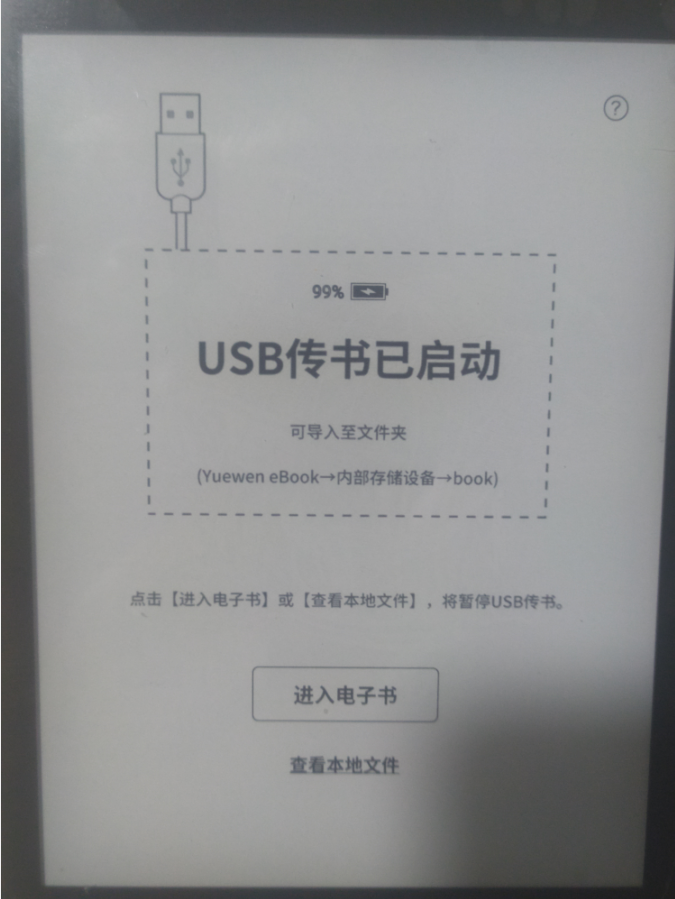 ?
99%
USB传书已启动
可导入至文件夹
(Yuewen eBook→内部存储设备→book)
点击【进入电子书】或【查看本地文件】，将暂停USB传书。
进入电子书
查看本地文件